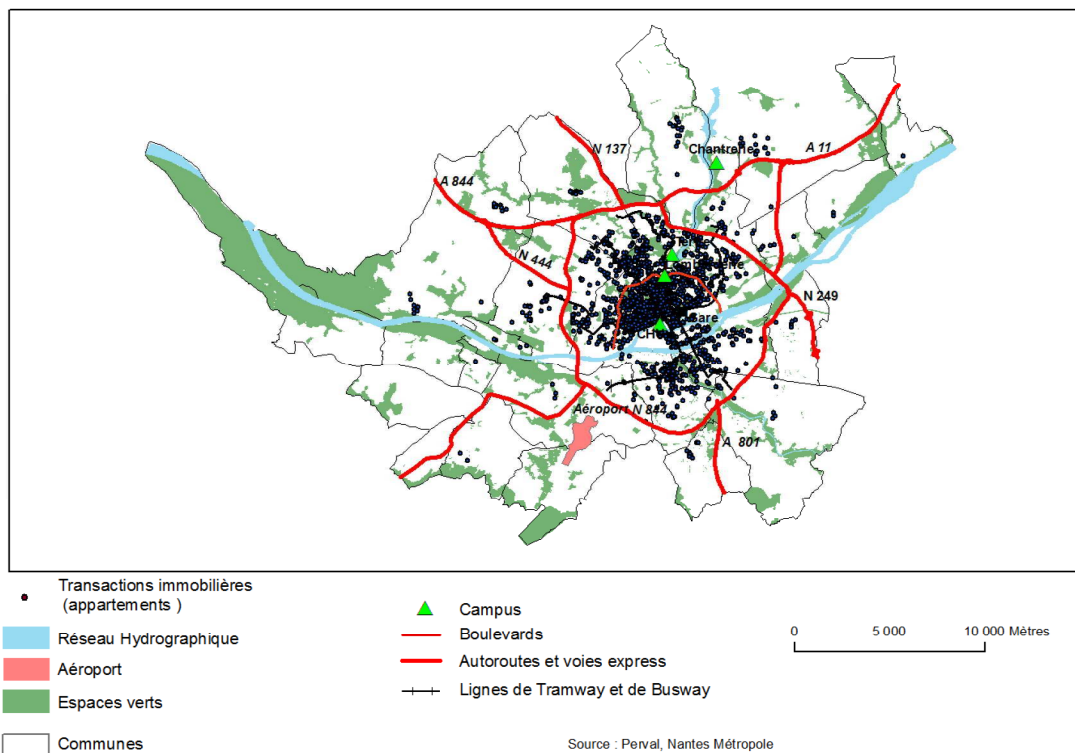 Chantrerie
A 11
N 137
A 844
N 444
N 249
Aéroport
N 844
A 801
Transactions immobilières
(appartements )
Réseau Hydrographique
Aéroport
Espaces verts
Communes
Campus
Boulevards
Autoroutes et voies express
Lignes de Tramway et de Busway
0
5 000
10 000 Mètres
Source : Perval, Nantes Métropole